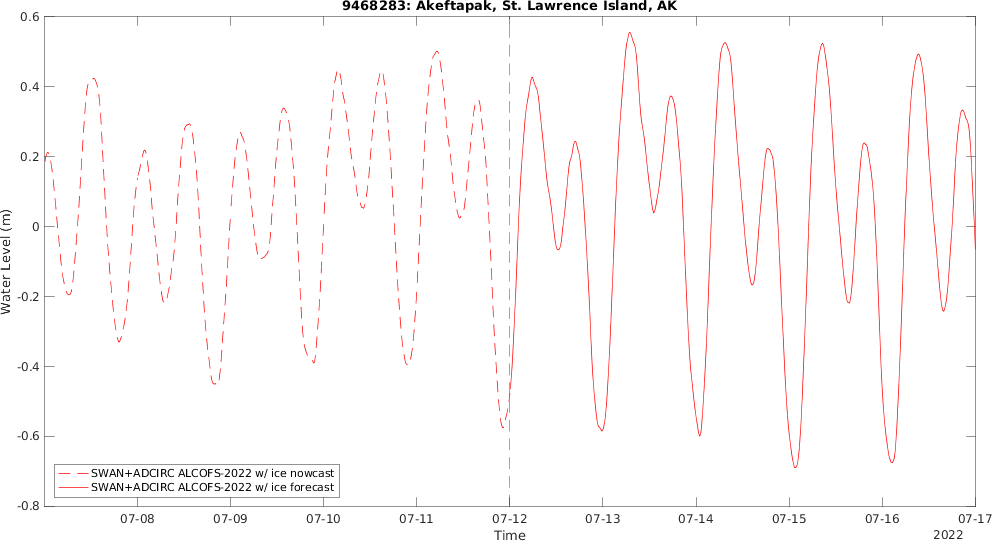 9468283: Akeftapak, St. Lawrence Island, AK
0.6
0.4
0.2
0
-0.2
-0.4
-0.6
-0.8
Water Level (m)
SWAN+ADCIRC ALCOFS-2022 w/ ice nowcast
SWAN+ADCIRC ALCOFS-2022 w/ ice forecast
07-08 07-09 07-10 07-11 07-12 07-13 07-14 07-15 07-16 07-17
Time
2022